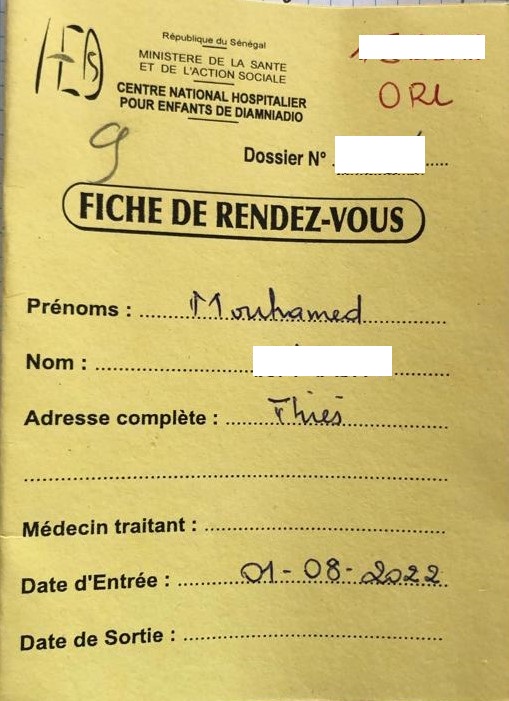 République du Sénégal
MINISTERE DE LA SANTE
ET DE L'ACTION SOCIALE
CENTRE NATIONAL HOSPITALIER
POUR ENFANTS DE DIAMNIADIO
ORL
9
Dossier N°
FICHE DE RENDEZ-VOUS
Prénoms : Mouhamed
Nom :
Adresse complète : Thiès
Médecin traitant :
Date d'Entrée : 01-08-2022
Date de Sortie :